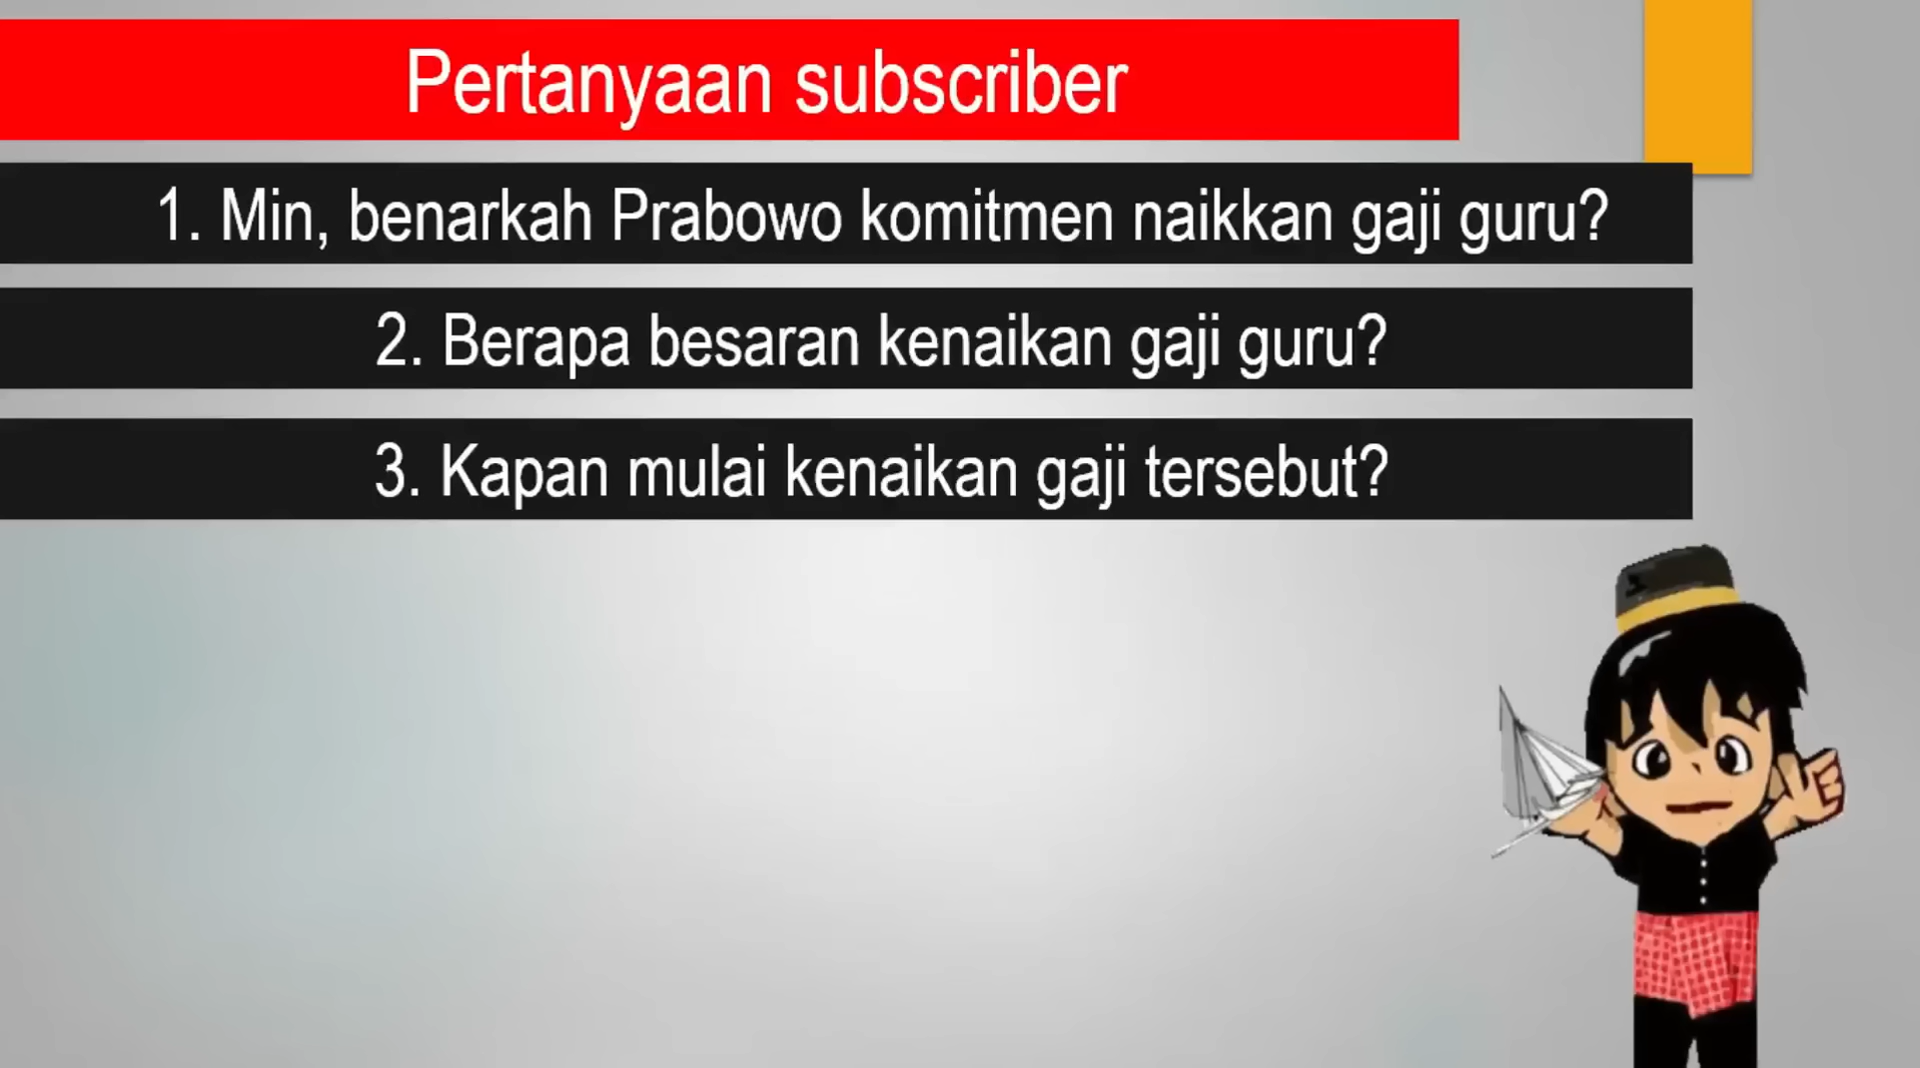 Pertanyaan subscriber
1. Min, benarkah Prabowo komitmen naikkan gaji guru?
2. Berapa besaran kenaikan gaji guru?
3. Kapan mulai kenaikan gaji tersebut?